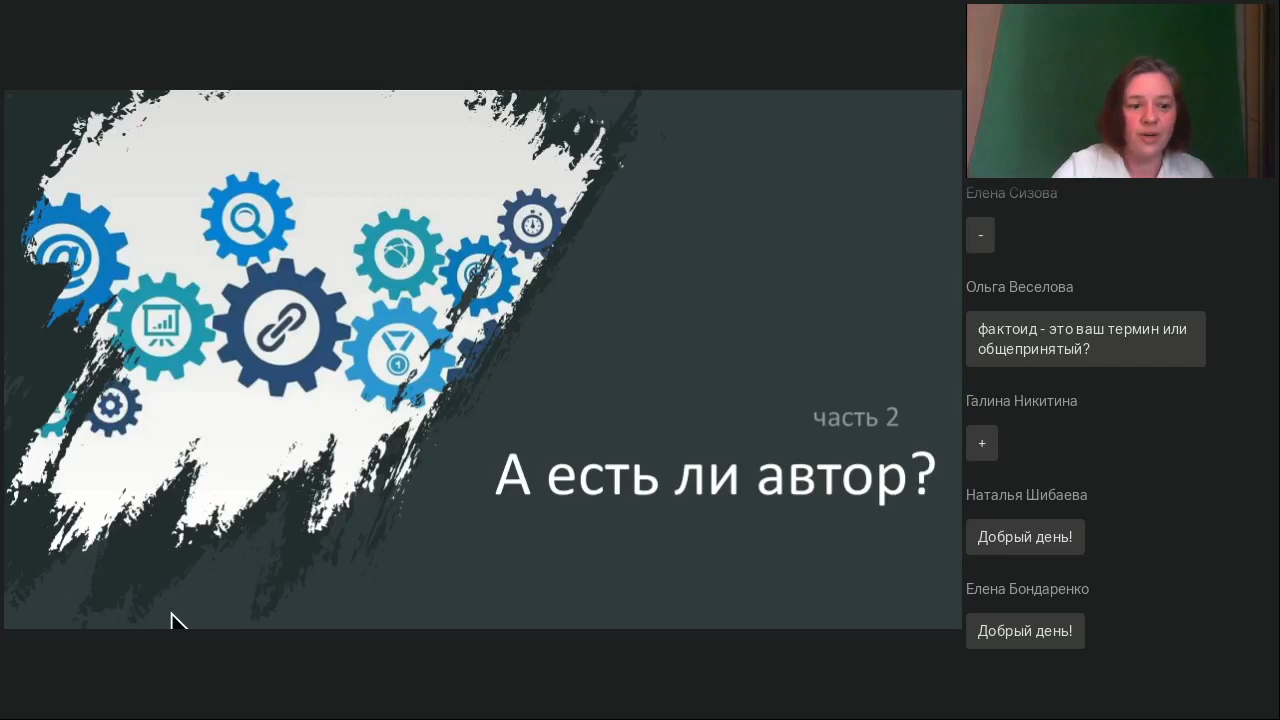 часть 2
А есть ли автор?
Елена Сизова
-
Ольга Веселова
фактоид - это ваш термин или
общепринятый?
Галина Никитина
+
Наталья Шибаева
Добрый день!
Елена Бондаренко
Добрый день!